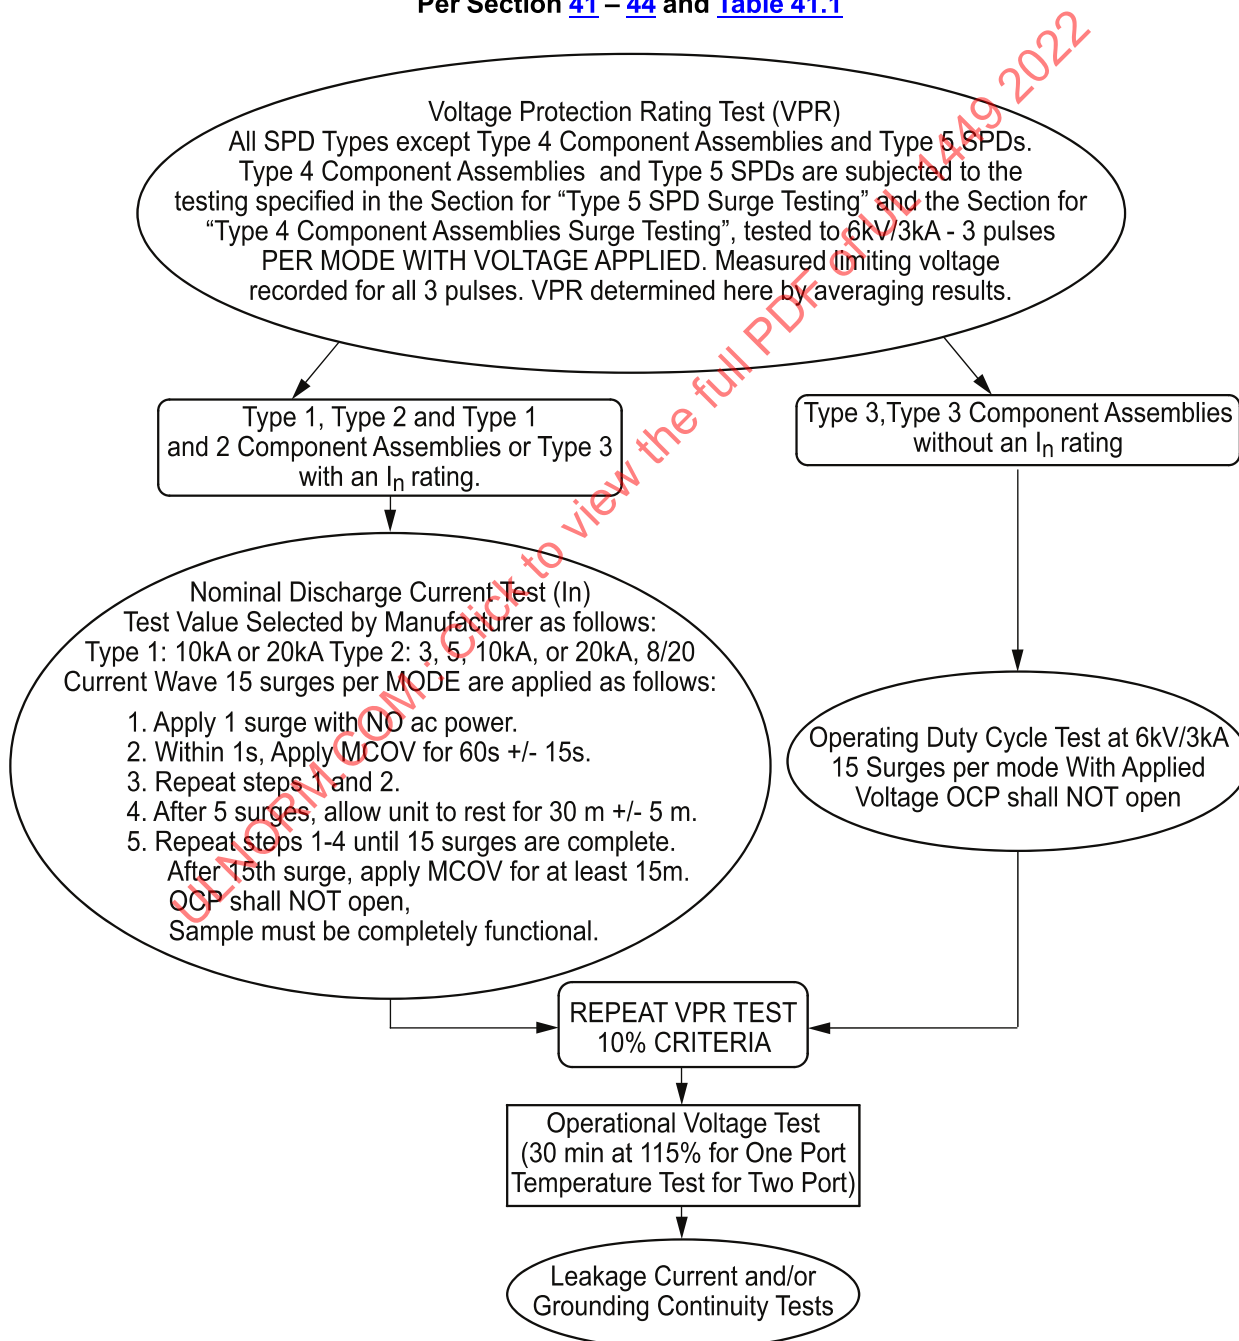 Per Section 41 – 44 and Table 41.1
Voltage Protection Rating Test (VPR)
All SPD Types except Type 4 Component Assemblies and Type 5 SPDs.
Type 4 Component Assemblies and Type 5 SPDs are subjected to the
testing specified in the Section for “Type 5 SPD Surge Testing” and the Section for
“Type 4 Component Assemblies Surge Testing”, tested to 6kV/3kA - 3 pulses
PER MODE WITH VOLTAGE APPLIED. Measured limiting voltage
recorded for all 3 pulses. VPR determined here by averaging results.
Type 1, Type 2 and Type 1
and 2 Component Assemblies or Type 3
with an In rating.
Type 3,Type 3 Component Assemblies
without an In rating
Nominal Discharge Current Test (In)
Test Value Selected by Manufacturer as follows:
Type 1: 10kA or 20kA Type 2: 3, 5, 10kA, or 20kA, 8/20
Current Wave 15 surges per MODE are applied as follows:
1. Apply 1 surge with NO ac power.
2. Within 1s, Apply MCOV for 60s +/- 15s.
3. Repeat steps 1 and 2.
4. After 5 surges, allow unit to rest for 30 m +/- 5 m.
5. Repeat steps 1-4 until 15 surges are complete.
After 15th surge, apply MCOV for at least 15m.
OCP shall NOT open,
Sample must be completely functional.
Operating Duty Cycle Test at 6kV/3kA
15 Surges per mode With Applied
Voltage OCP shall NOT open
REPEAT VPR TEST
10% CRITERIA
Operational Voltage Test
(30 min at 115% for One Port
Temperature Test for Two Port)
Leakage Current and/or
Grounding Continuity Tests
ULNORM.COM : Click to view the full PDF of UL 1449 2022